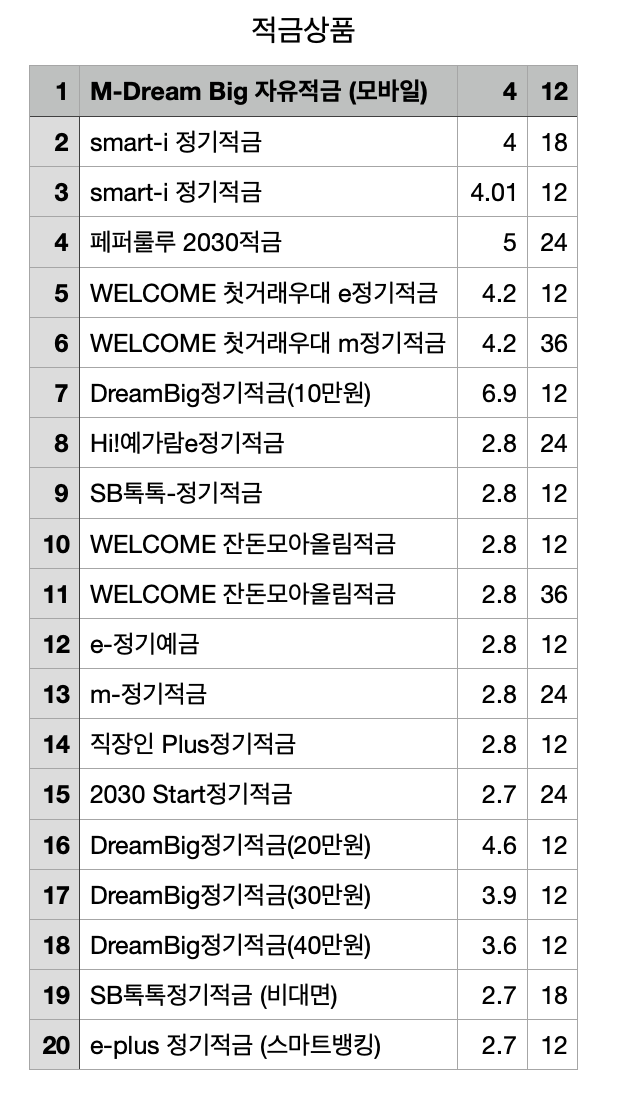 적금상품
1 M-Dream Big 자유적금 (모바일) 4 12
2 smart-i 정기적금 4 18
3 smart-i 정기적금 4.01 12
4 페퍼룰루 2030적금 5 24
5 WELCOME 첫거래우대 e정기적금 4.2 12
6 WELCOME 첫거래우대 m정기적금 4.2 36
7 DreamBig정기적금(10만원) 6.9 12
8 Hi!예가람e정기적금 2.8 24
9 SB톡톡-정기적금 2.8 12
10 WELCOME 잔돈모아올림적금 2.8 12
11 WELCOME 잔돈모아올림적금 2.8 36
12 e-정기예금 2.8 12
13 m-정기적금 2.8 24
14 직장인 Plus정기적금 2.8 12
15 2030 Start정기적금 2.7 24
16 DreamBig정기적금(20만원) 4.6 12
17 DreamBig정기적금(30만원) 3.9 12
18 DreamBig정기적금(40만원) 3.6 12
19 SB톡톡정기적금 (비대면) 2.7 18
20 e-plus 정기적금 (스마트뱅킹) 2.7 12